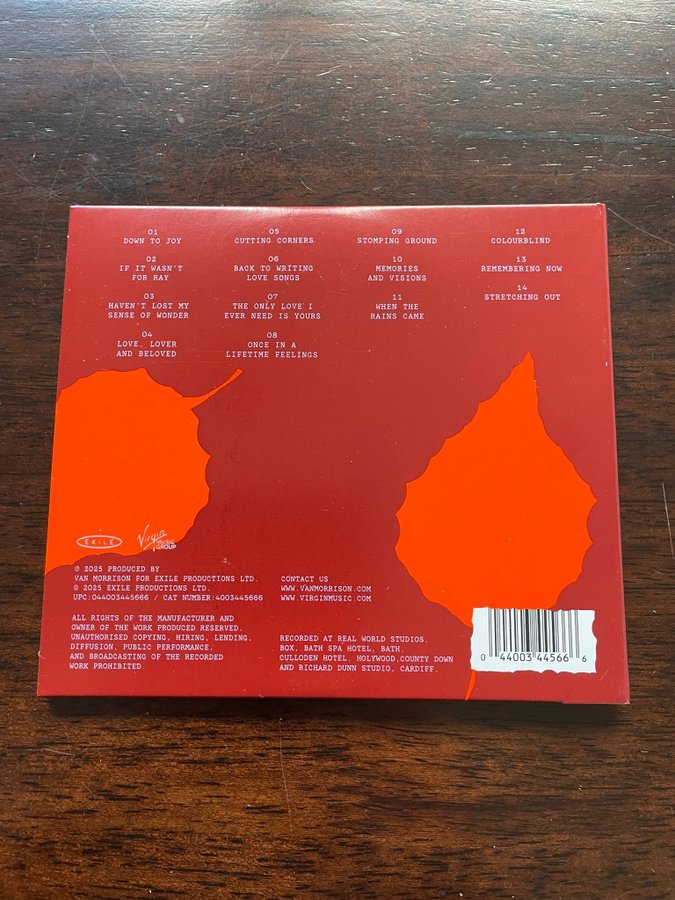 01
DOWN TO JOY
02
IF IT WASN'T
FOR RAY
03
HAVEN'T LOST MY
SENSE OF WONDER
04
LOVE, LOVER
AND BELOVED
05
CUTTING CORNERS
06
BACK TO WRITING
LOVE SONGS
07
THE ONLY LOVE I
EVER NEED IS YOURS
08
ONCE IN A
LIFETIME FEELINGS
09
STOMPING GROUND
10
MEMORIES
AND VISIONS
11
WHEN THE
RAINS CAME
12
COLOURBLIND
13
REMEMBERING NOW
14
STRETCHING OUT
EXILE
Virgin
MUSIC
GROUP
℗ 2025 PRODUCED BY
VAN MORRISON FOR EXILE PRODUCTIONS LTD.
© 2025 EXILE PRODUCTIONS LTD.
UPC:044003445666 / CAT NUMBER:4003445666
CONTACT US
WWW.VANMORRISON.COM
WWW.VIRGINMUSIC.COM
ALL RIGHTS OF THE MANUFACTURER AND
OWNER OF THE WORK PRODUCED RESERVED.
UNAUTHORISED COPYING, HIRING, LENDING,
DIFFUSION, PUBLIC PERFORMANCE,
AND BROADCASTING OF THE RECORDED
WORK PROHIBITED.
RECORDED AT REAL WORLD STUDIOS,
BOX, BATH SPA HOTEL, BATH,
CULLODEN HOTEL, HOLYWOOD,COUNTY DOWN
AND RICHARD DUNN STUDIO, CARDIFF.
0 44003 44566 6